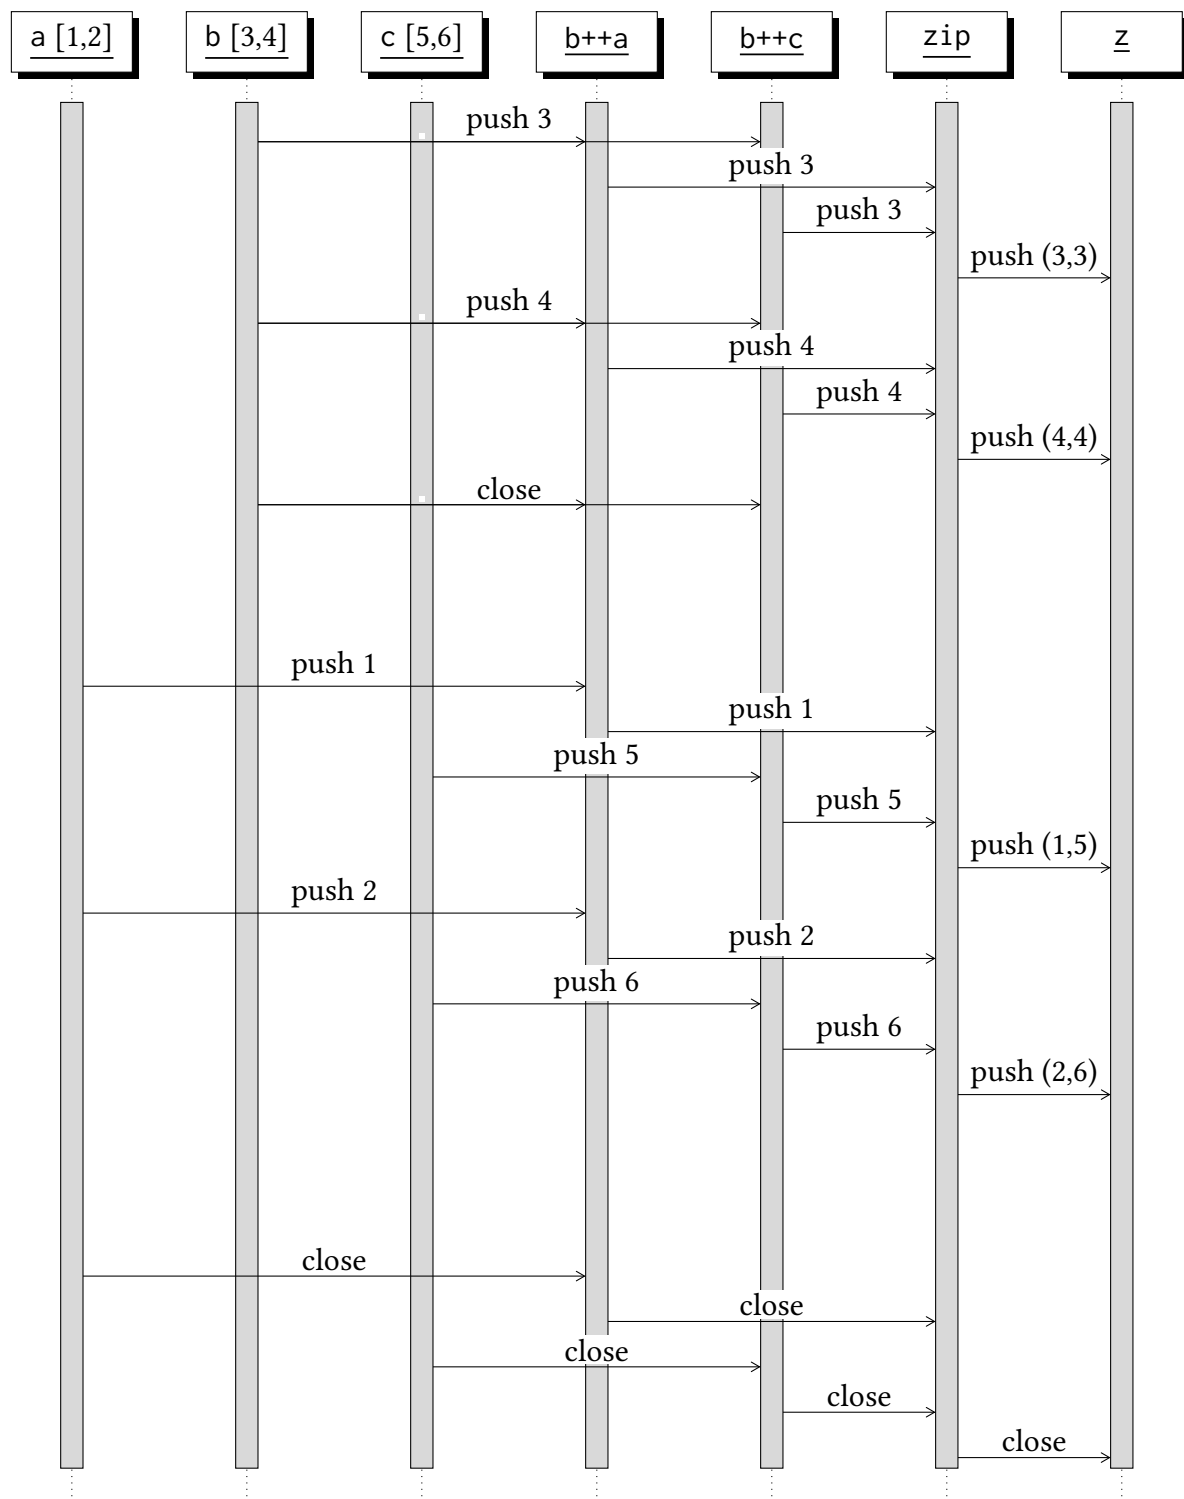 a [1,2]
b [3,4]
c [5,6]
b++a
b++c
zip
z
push 3
push 3
push 3
push (3,3)
push 4
push 4
push 4
push (4,4)
close
push 1
push 1
push 5
push 5
push (1,5)
push 2
push 2
push 6
push 6
push (2,6)
close
close
close
close
close